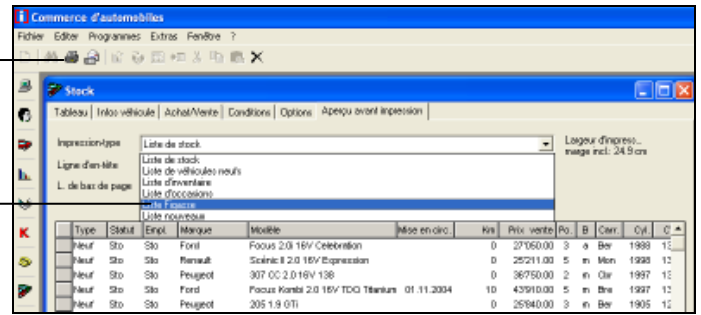 Commerce d'automobiles
Fichier Editer Programmes Extras Fenêtre ?
Stock
Tableau Infos véhicule Achat/Vente Conditions Options Aperçu avant impression
Impression-type Liste de stock Largeur d'impress...
marge incl.: 24.9 cm
Ligne d'en-tête Liste de stock
Liste de véhicules neufs
L. de bas de page Liste d'inventaire
Liste d'occasions
Liste Figasse
Liste nouveaux
Type Statut Empl. Marque Modèle Mise en circ. Km Prix vente Po. B Carr. Cyl.
Neuf Sto Sto Ford Focus 2.0i 16V Celebration 0 27'050.00 3 a Ber 1988
Neuf Sto Sto Renault Scénic II 2.0 16V Expression 0 25'211.00 5 m Mon 1998
Neuf Sto Sto Peugeot 307 CC 2.0 16V 138 0 36'750.00 2 m Cbr 1997
Neuf Sto Sto Ford Focus Kombi 2.0 16V TDCi Titanium 01.11.2004 10 43'910.00 5 m Bre 1997
Neuf Sto Sto Peugeot 205 1.9 GTi 0 25'840.00 3 m Ber 1905